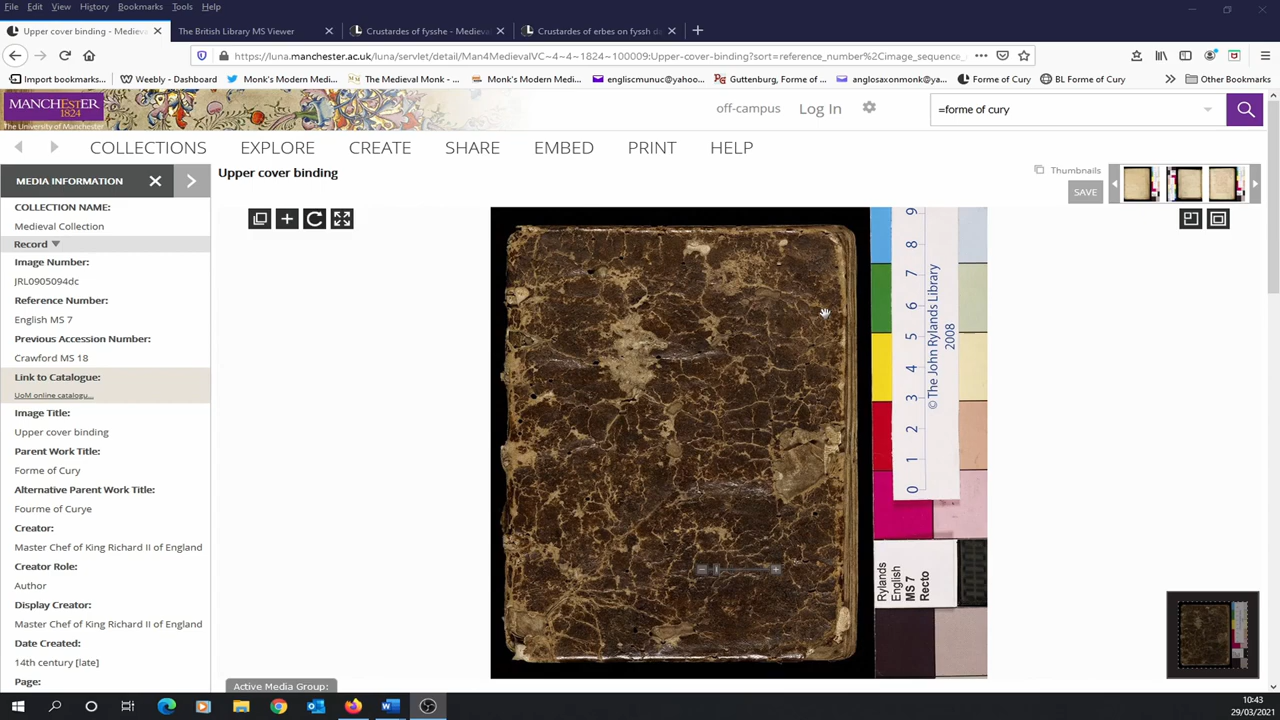 File Edit View History Bookmarks Tools Help
Upper cover binding - Medieva
The British Library MS Viewer
Crustardes of fysshe - Medieva
Crustardes of erbes on fyssh da
https://luna.manchester.ac.uk/luna/servlet/detail/Man4MedievalVC~4~4~1824~100009:Upper-cover-binding?sort=reference_number%2Cimage_sequence_
Import bookmarks...
Weebly - Dashboard
Monk's Modern Medi...
The Medieval Monk - ...
Monk's Modern Medi...
engliscmunuc@yahoo...
Guttenburg, Forme of ...
anglosaxonmonk@ya...
Forme of Cury
BL Forme of Cury
Other Bookmarks
MANCHESTER
1824
The University of Manchester
off-campus
Log In
=forme of cury
COLLECTIONS EXPLORE CREATE SHARE EMBED PRINT HELP
MEDIA INFORMATION
Upper cover binding
Thumbnails
SAVE
COLLECTION NAME:
Medieval Collection
Record
Image Number:
JRL0905094dc
Reference Number:
English MS 7
Previous Accession Number:
Crawford MS 18
Link to Catalogue:
UoM online catalogu...
Image Title:
Upper cover binding
Parent Work Title:
Forme of Cury
Alternative Parent Work Title:
Fourme of Curye
Creator:
Master Chef of King Richard II of England
Creator Role:
Author
Display Creator:
Master Chef of King Richard II of England
Date Created:
14th century [late]
Page:
0 1 2 3 4 5 6 7 8 9
© The John Rylands Library
2008
Rylands
English
MS 7
Recto
Active Media Group:
10:43
29/03/2021